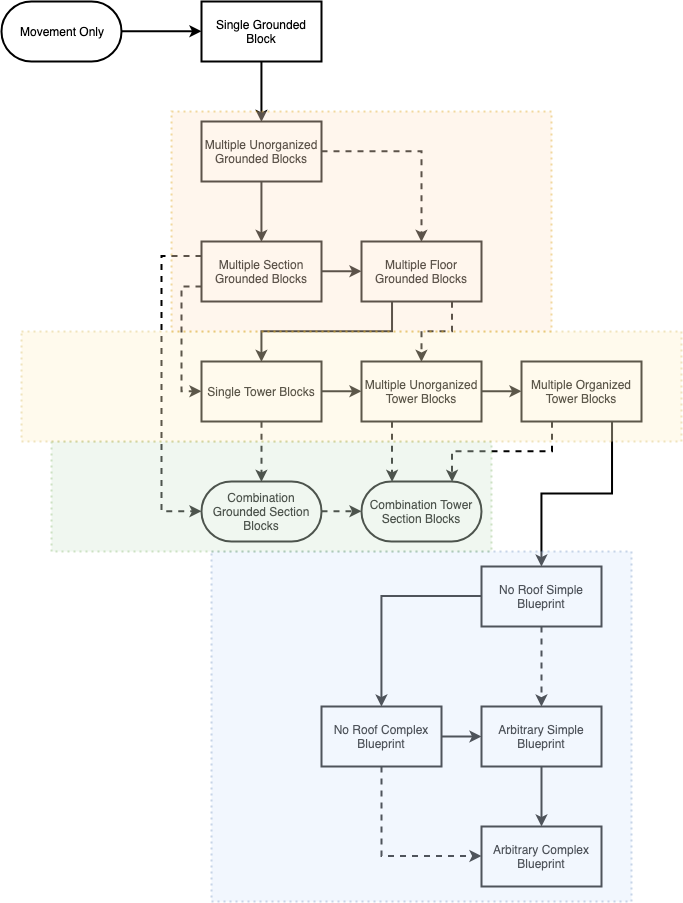 Movement Only
Single Grounded
Block
Multiple Unorganized
Grounded Blocks
Multiple Section
Grounded Blocks
Multiple Floor
Grounded Blocks
Single Tower Blocks
Multiple Unorganized
Tower Blocks
Multiple Organized
Tower Blocks
Combination
Grounded Section
Blocks
Combination Tower
Section Blocks
No Roof Simple
Blueprint
No Roof Complex
Blueprint
Arbitrary Simple
Blueprint
Arbitrary Complex
Blueprint